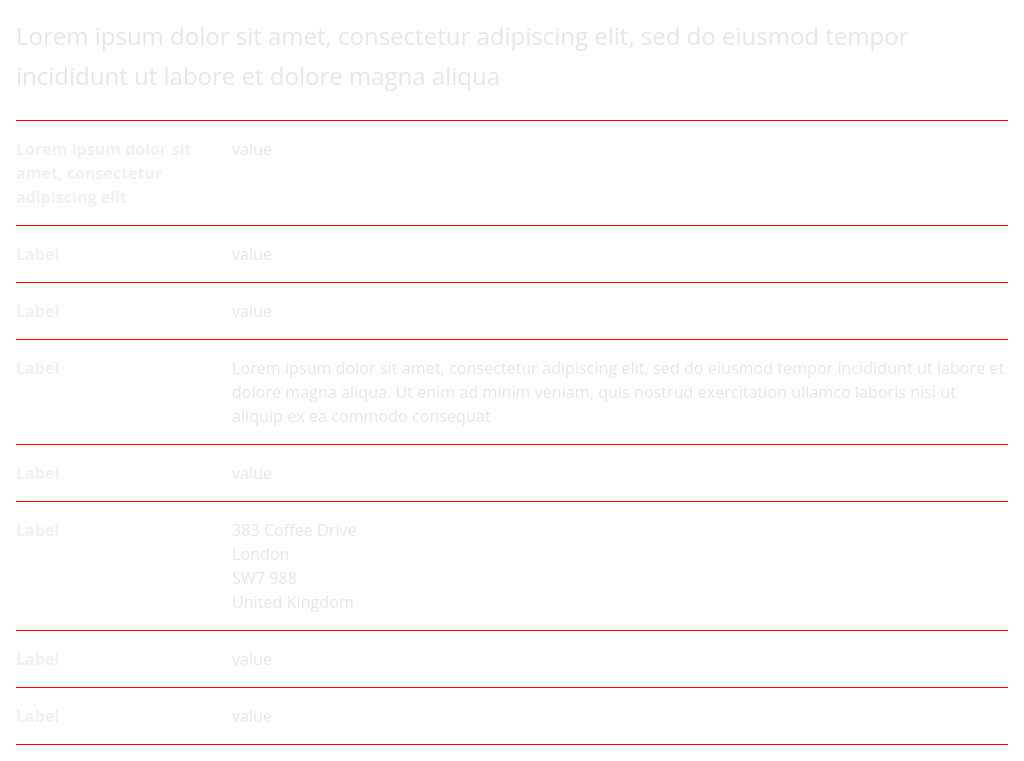 Lorem ipsum dolor sit amet, consectetur adipiscing elit, sed do eiusmod tempor
incididunt ut labore et dolore magna aliqua
Lorem ipsum dolor sit
amet, consectetur
adipiscing elit
value
Label
value
Label
value
Label
Lorem ipsum dolor sit amet, consectetur adipiscing elit, sed do eiusmod tempor incididunt ut labore et
dolore magna aliqua. Ut enim ad minim veniam, quis nostrud exercitation ullamco laboris nisi ut
aliquip ex ea commodo consequat
Label
value
Label
383 Coffee Drive
London
SW7 988
United Kingdom
Label
value
Label
value